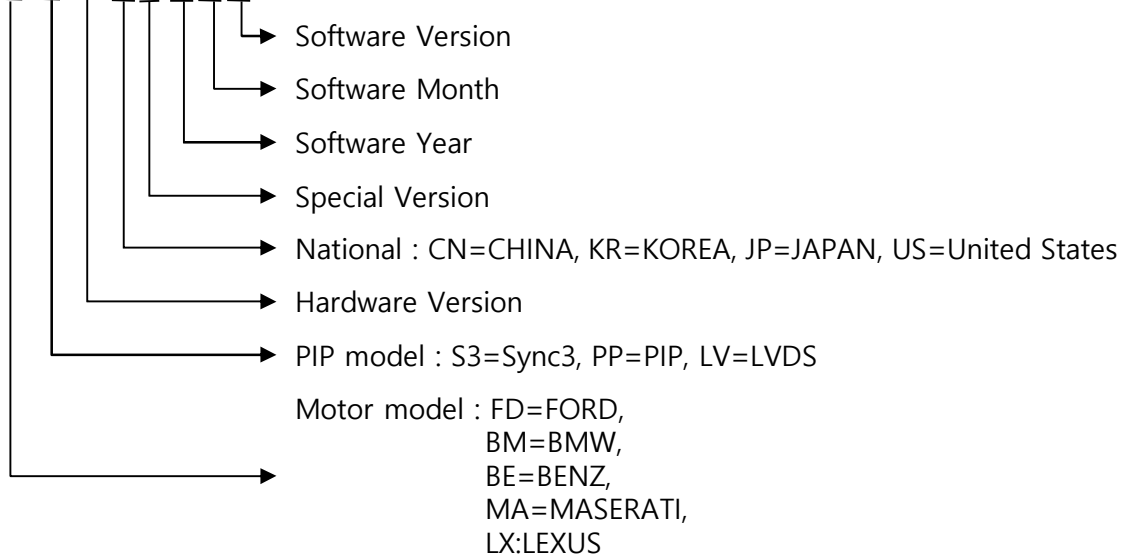 Software Version
Software Month
Software Year
Special Version
National : CN=CHINA, KR=KOREA, JP=JAPAN, US=United States
Hardware Version
PIP model : S3=Sync3, PP=PIP, LV=LVDS
Motor model : FD=FORD,
BM=BMW,
BE=BENZ,
MA=MASERATI,
LX:LEXUS